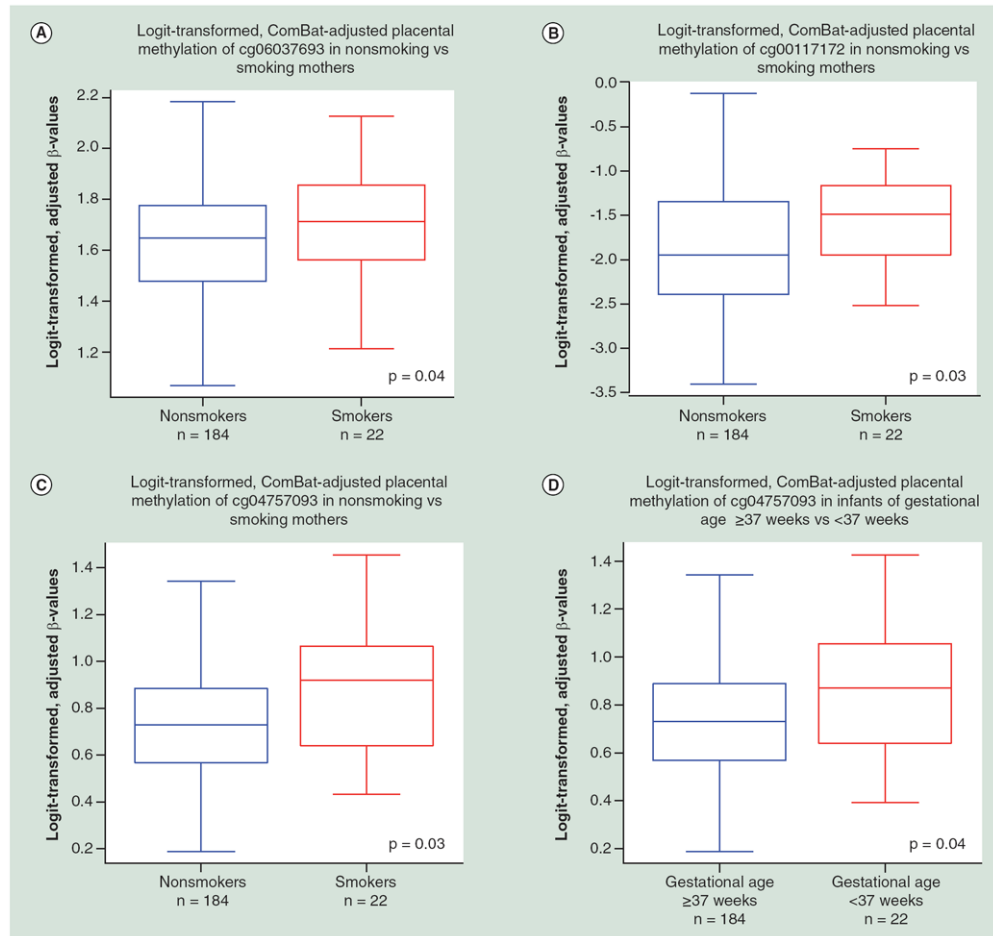 A
Logit-transformed, ComBat-adjusted placental
methylation of cg06037693 in nonsmoking vs
smoking mothers
Logit-transformed, adjusted β-values
2.2
2.0
1.8
1.6
1.4
1.2
p = 0.04
Nonsmokers
n = 184
Smokers
n = 22
B
Logit-transformed, ComBat-adjusted placental
methylation of cg00117172 in nonsmoking vs
smoking mothers
Logit-transformed, adjusted β-values
0.0
-0.5
-1.0
-1.5
-2.0
-2.5
-3.0
-3.5
p = 0.03
Nonsmokers
n = 184
Smokers
n = 22
C
Logit-transformed, ComBat-adjusted placental
methylation of cg04757093 in nonsmoking vs
smoking mothers
Logit-transformed, adjusted β-values
1.4
1.2
1.0
0.8
0.6
0.4
0.2
p = 0.03
Nonsmokers
n = 184
Smokers
n = 22
D
Logit-transformed, ComBat-adjusted placental
methylation of cg04757093 in infants of gestational
age ≥37 weeks vs <37 weeks
Logit-transformed, adjusted β-values
1.4
1.2
1.0
0.8
0.6
0.4
0.2
p = 0.04
Gestational age
≥37 weeks
n = 184
Gestational age
<37 weeks
n = 22